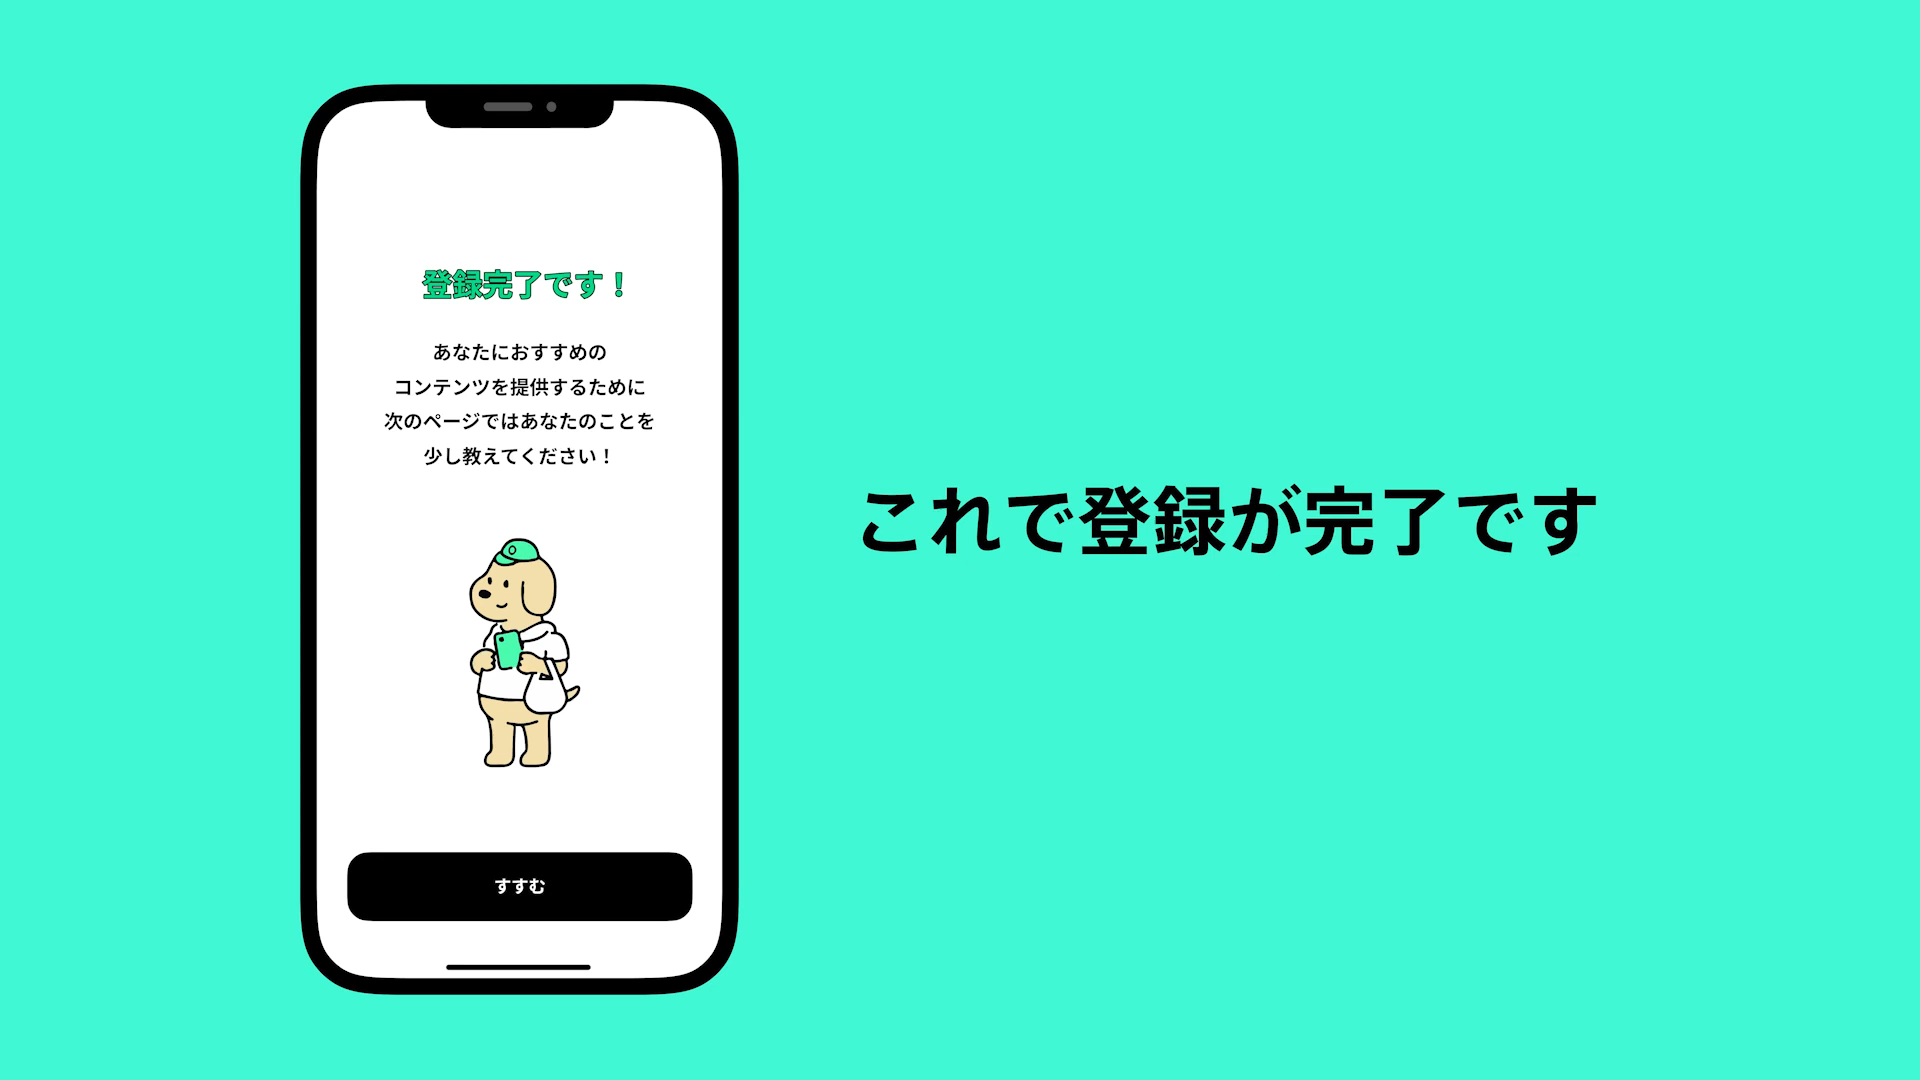 登録完了です！
あなたにおすすめの
コンテンツを提供するために
次のページではあなたのことを
少し教えてください！
すすむ
これで登録が完了です